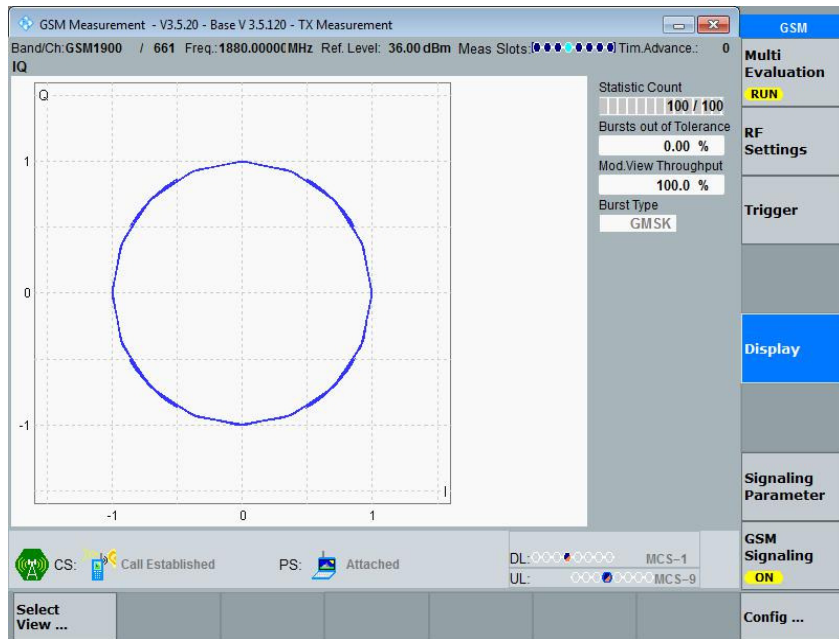 GSM Measurement - V3.5.20 - Base V 3.5.120 - TX Measurement
GSM
Band/Ch:GSM1900 / 661 Freq.:1880.0000MHz Ref. Level: 36.00 dBm Meas Slots: Tim.Advance.: 0
IQ
Multi
Evaluation
RUN
RF
Settings
Trigger
Display
Signaling
Parameter
GSM
Signaling
ON
Config ...
Statistic Count
100 / 100
Bursts out of Tolerance
0.00 %
Mod.View Throughput
100.0 %
Burst Type
GMSK
Q
1
0
-1
I
-1 0 1
CS: Call Established PS: Attached
DL: MCS-1
UL: MCS-9
Select
View ...